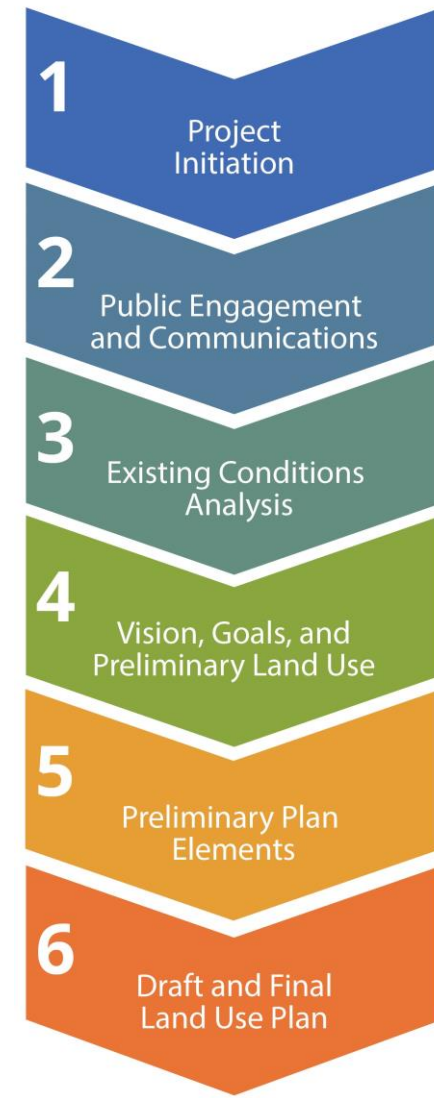 1
Project
Initiation
2
Public Engagement
and Communications
3
Existing Conditions
Analysis
4
Vision, Goals, and
Preliminary Land Use
5
Preliminary Plan
Elements
6
Draft and Final
Land Use Plan